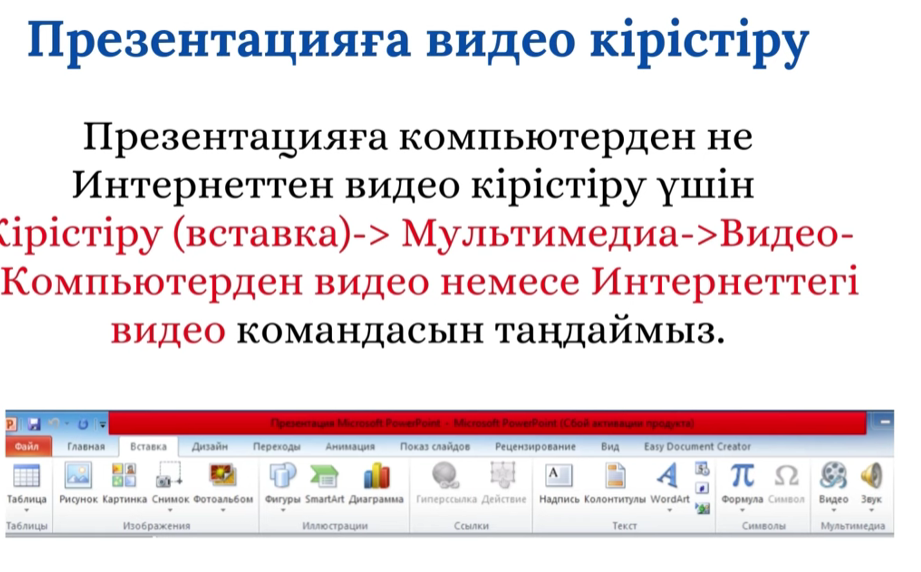 Презентацияға видео кірістіру
Презентацияға компьютерден не
Интернеттен видео кірістіру үшін
Кірістіру (вставка)-> Мультимедиа->Видео-
Компьютерден видео немесе Интернеттегі
видео командасын таңдаймыз.
Презентация Microsoft PowerPoint - Microsoft PowerPoint (Сбой активации продукта)
Файл Главная Вставка Дизайн Переходы Анимация Показ слайдов Рецензирование Вид Easy Document Creator
Таблица Рисунок Картинка Снимок Фотоальбом Фигуры SmartArt Диаграмма Гиперссылка Действие Надпись Колонтитулы WordArt Формула Символ Видео Звук
Таблицы Изображения Иллюстрации Ссылки Текст Символы Мультимедиа